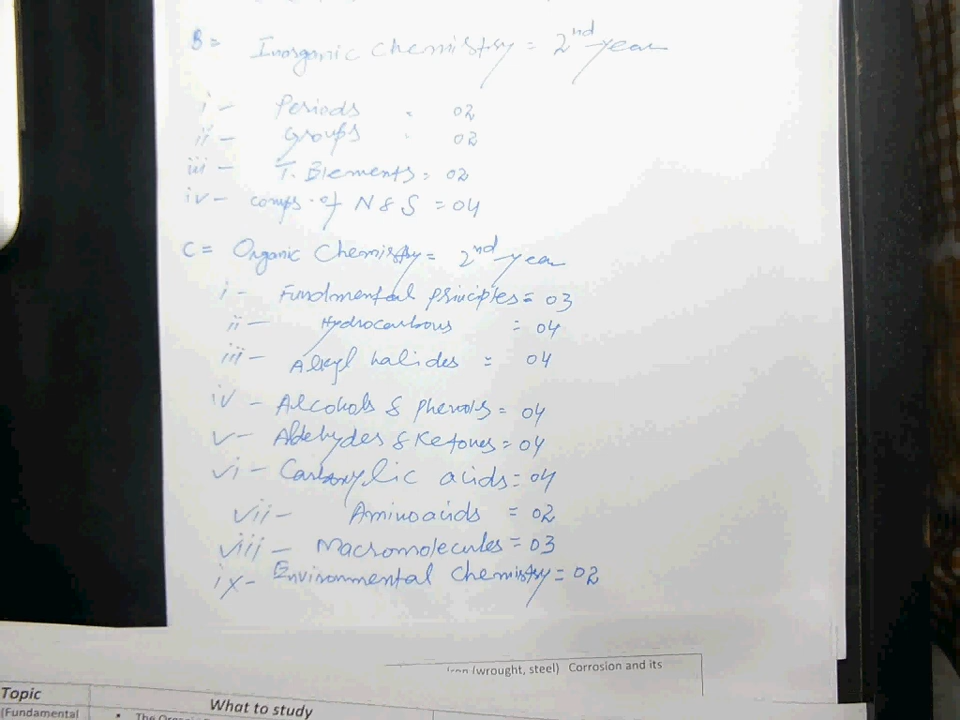 B = Inorganic chemistry = 2nd year
i - Periods . 02
ii - groups . 02
iii - T. Elements = 02
iv - comps. of N & S = 04
C = Organic Chemistry = 2nd year
i - Fundmental principles = 03
ii - Hydrocarbons = 04
iii - Alkyl halides = 04
iv - Alcohols & phenols = 04
v - Aldehydes & Ketones = 04
vi - Carboxylic acids = 04
vii - Aminoacids = 02
viii - Macromolecules = 03
ix - Environmental chemistry = 02
(wrought, steel) Corrosion and its
Topic What to study
(Fundamental • The